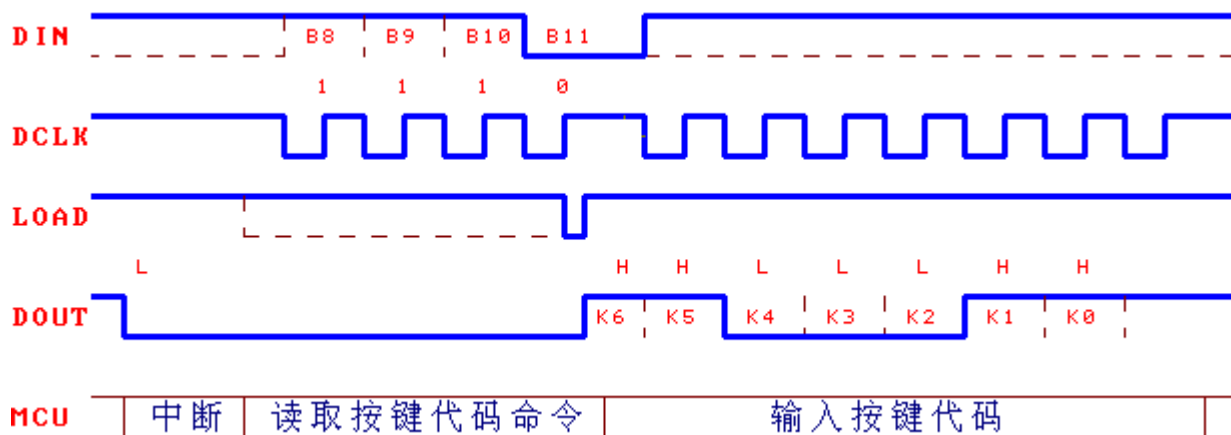 DIN B8 B9 B10 B11
1 1 1 0
DCLK
LOAD
L H H L L L H H
DOUT K6 K5 K4 K3 K2 K1 K0
MCU 中断 读取按键代码命令 输入按键代码